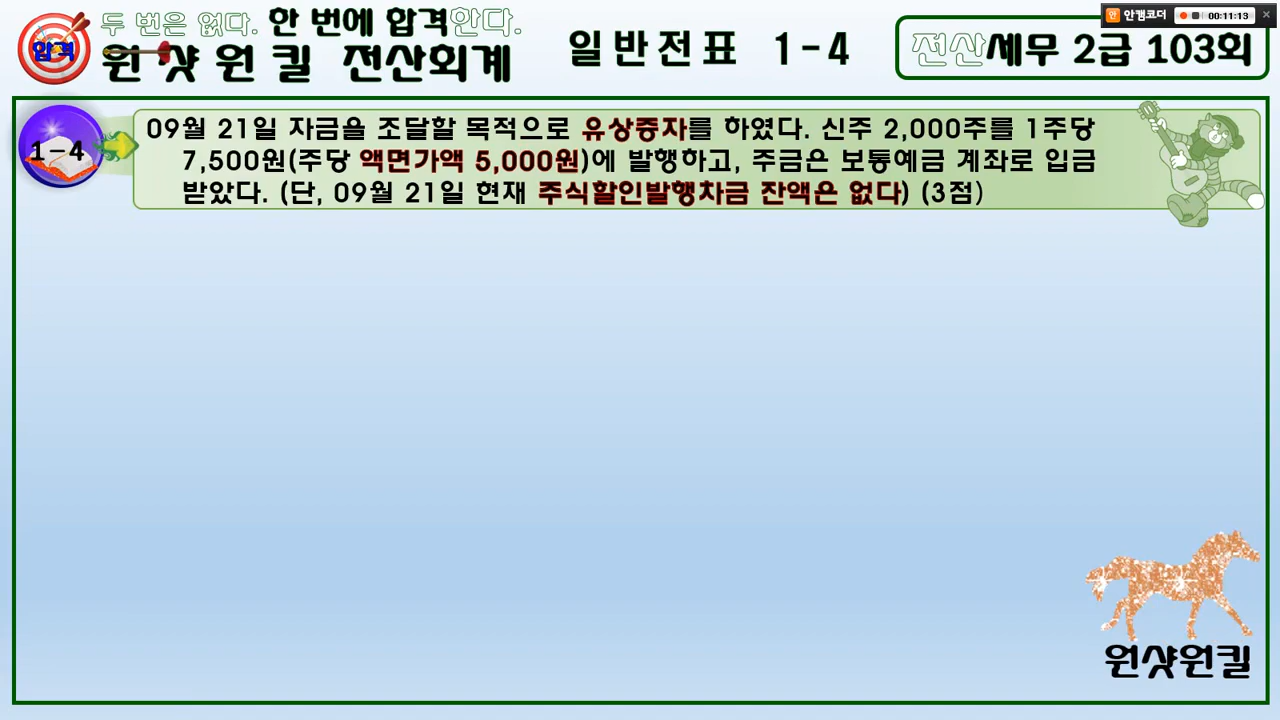 두 번은 없다. 한 번에 합격한다.
합격
원 샷 원 킬 전산회계
일반전표 1-4
전산세무 2급 103회
안캠코더
00:11:13
1-4
09월 21일 자금을 조달할 목적으로 유상증자를 하였다. 신주 2,000주를 1주당
7,500원(주당 액면가액 5,000원)에 발행하고, 주금은 보통예금 계좌로 입금
받았다. (단, 09월 21일 현재 주식할인발행차금 잔액은 없다) (3점)
원샷원킬